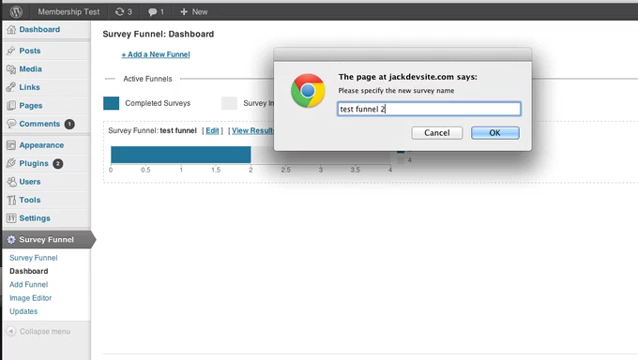 Membership Test 3 1 + New
Dashboard
Posts
Media
Links
Pages
Comments 1
Appearance
Plugins 2
Users
Tools
Settings
Survey Funnel
Survey Funnel
Dashboard
Add Funnel
Image Editor
Updates
Collapse menu
Survey Funnel: Dashboard
+ Add a New Funnel
Active Funnels
Completed Surveys
Survey
Survey Funnel: test funnel [ Edit ] [ View
0 0.5 1 1.5 2 2.5 3 3.5 4
4
The page at jackdevsite.com says:
Please specify the new survey name
test funnel 2
Cancel OK